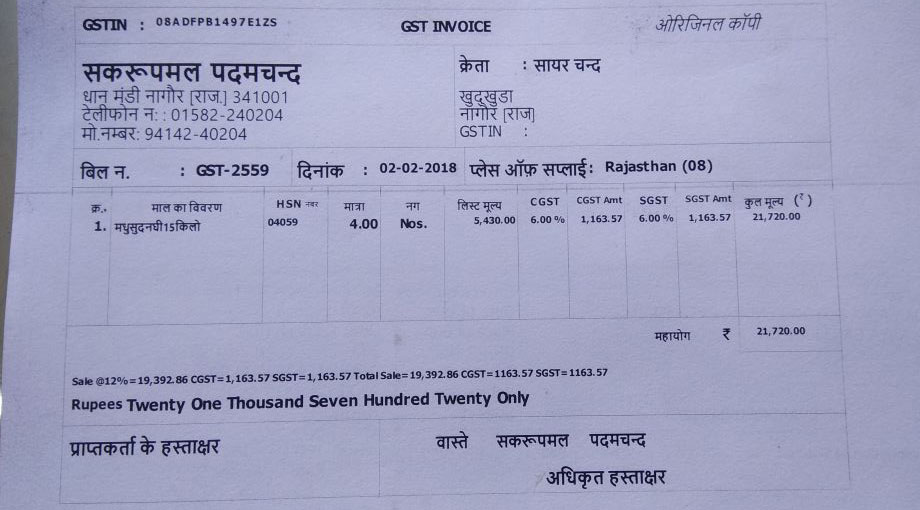 GSTIN : 08ADFPB1497E1ZS GST INVOICE ओरिजिनल कॉपी
सकरूपमल पदमचन्द
धान मंडी नागौर [राज.] 341001
टेलीफोन न: : 01582-240204
मो.नम्बर: 94142-40204
क्रेता : सायर चन्द
खुदुखुडा
नागौर [राज]
GSTIN :
बिल न. : GST-2559 दिनांक : 02-02-2018 प्लेस ऑफ़ सप्लाई: Rajasthan (08)
क्र.. माल का विवरण HSN नंबर मात्रा नग लिस्ट मूल्य CGST CGST Amt SGST SGST Amt कुल मूल्य (₹)
1. मधुसुदनघी15किलो 04059 4.00 Nos. 5,430.00 6.00 % 1,163.57 6.00 % 1,163.57 21,720.00
महायोग ₹ 21,720.00
Sale @12%=19,392.86 CGST=1,163.57 SGST=1,163.57 Total Sale=19,392.86 CGST=1163.57 SGST=1163.57
Rupees Twenty One Thousand Seven Hundred Twenty Only
प्राप्तकर्ता के हस्ताक्षर वास्ते सकरूपमल पदमचन्द
अधिकृत हस्ताक्षर